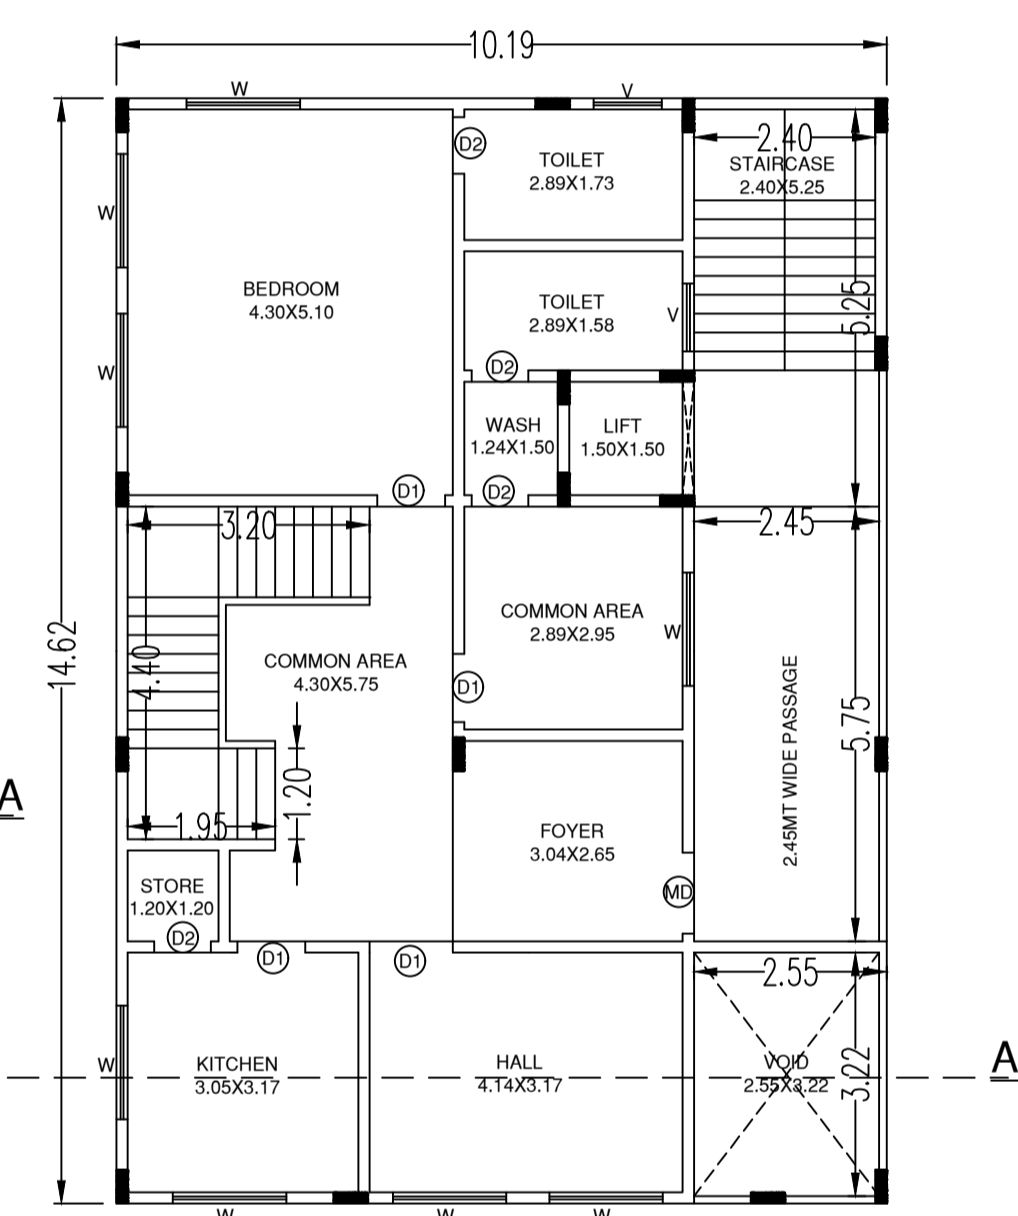 10.19
W
V
D2
TOILET
2.89X1.73
2.40
STAIRCASE
2.40X5.25
W
BEDROOM
4.30X5.10
TOILET
2.89X1.58
V
5.25
W
D2
WASH
1.24X1.50
LIFT
1.50X1.50
D1
D2
3.20
2.45
14.62
4.40
COMMON AREA
4.30X5.75
COMMON AREA
2.89X2.95
W
D1
2.45MT WIDE PASSAGE
5.75
A
1.20
1.95
FOYER
3.04X2.65
STORE
1.20X1.20
MD
D2
D1
D1
2.55
W
KITCHEN
3.05X3.17
HALL
4.14X3.17
VOID
2.55X3.22
3.22
A
W
W
W